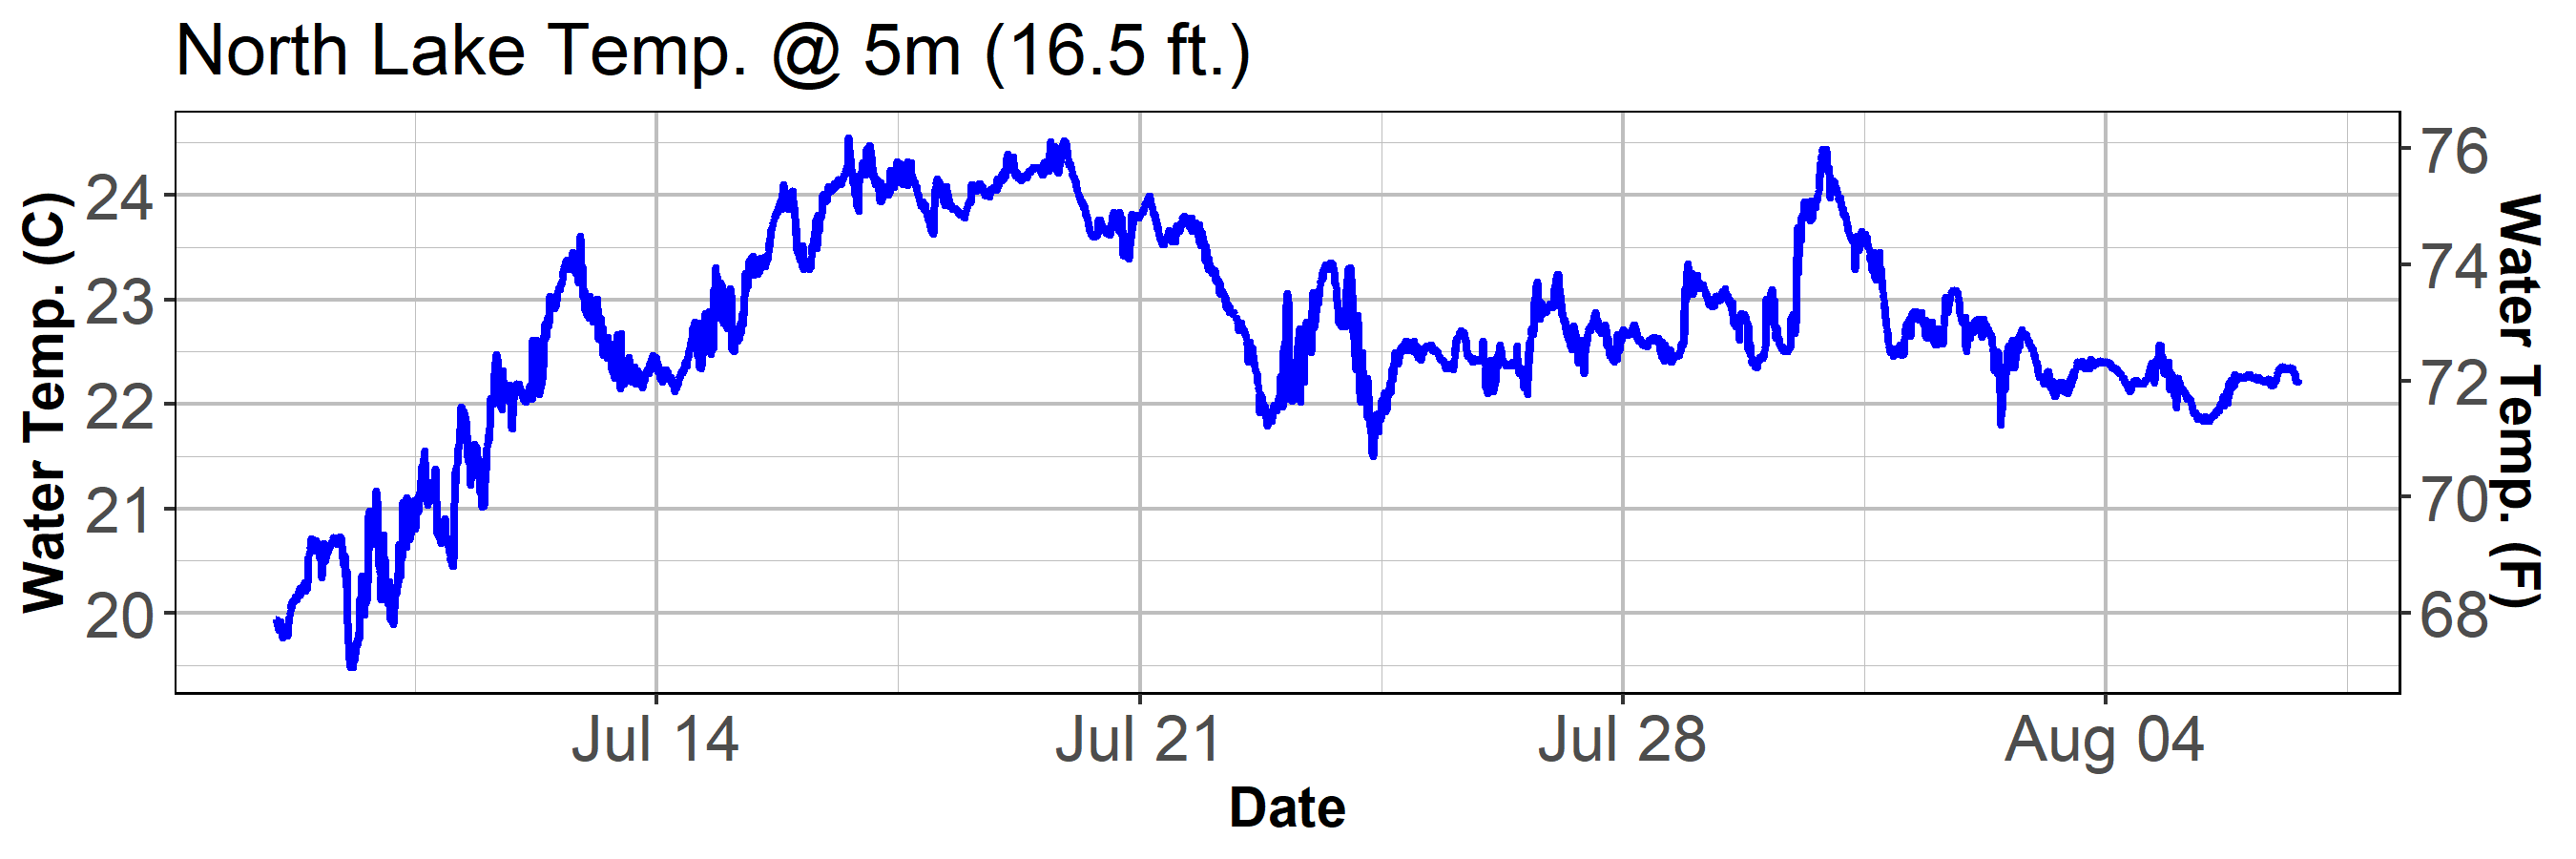 North Lake Temp. @ 5m (16.5 ft.)
Water Temp. (C)
24
23
22
21
20
76
74
72
70
68
Water Temp. (F)
Jul 14
Jul 21
Jul 28
Aug 04
Date